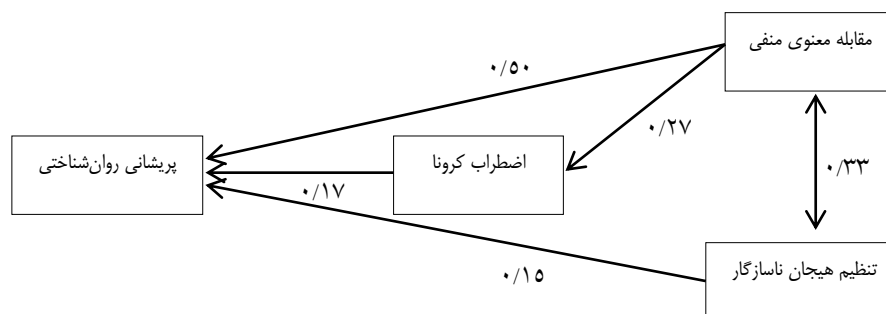 مقابله معنوی منفی
۰/۵۰
۰/۲۷
پریشانی روان‌شناختی
اضطراب کرونا
۰/۳۳
۰/۱۷
تنظیم هیجان ناسازگار
۰/۱۵